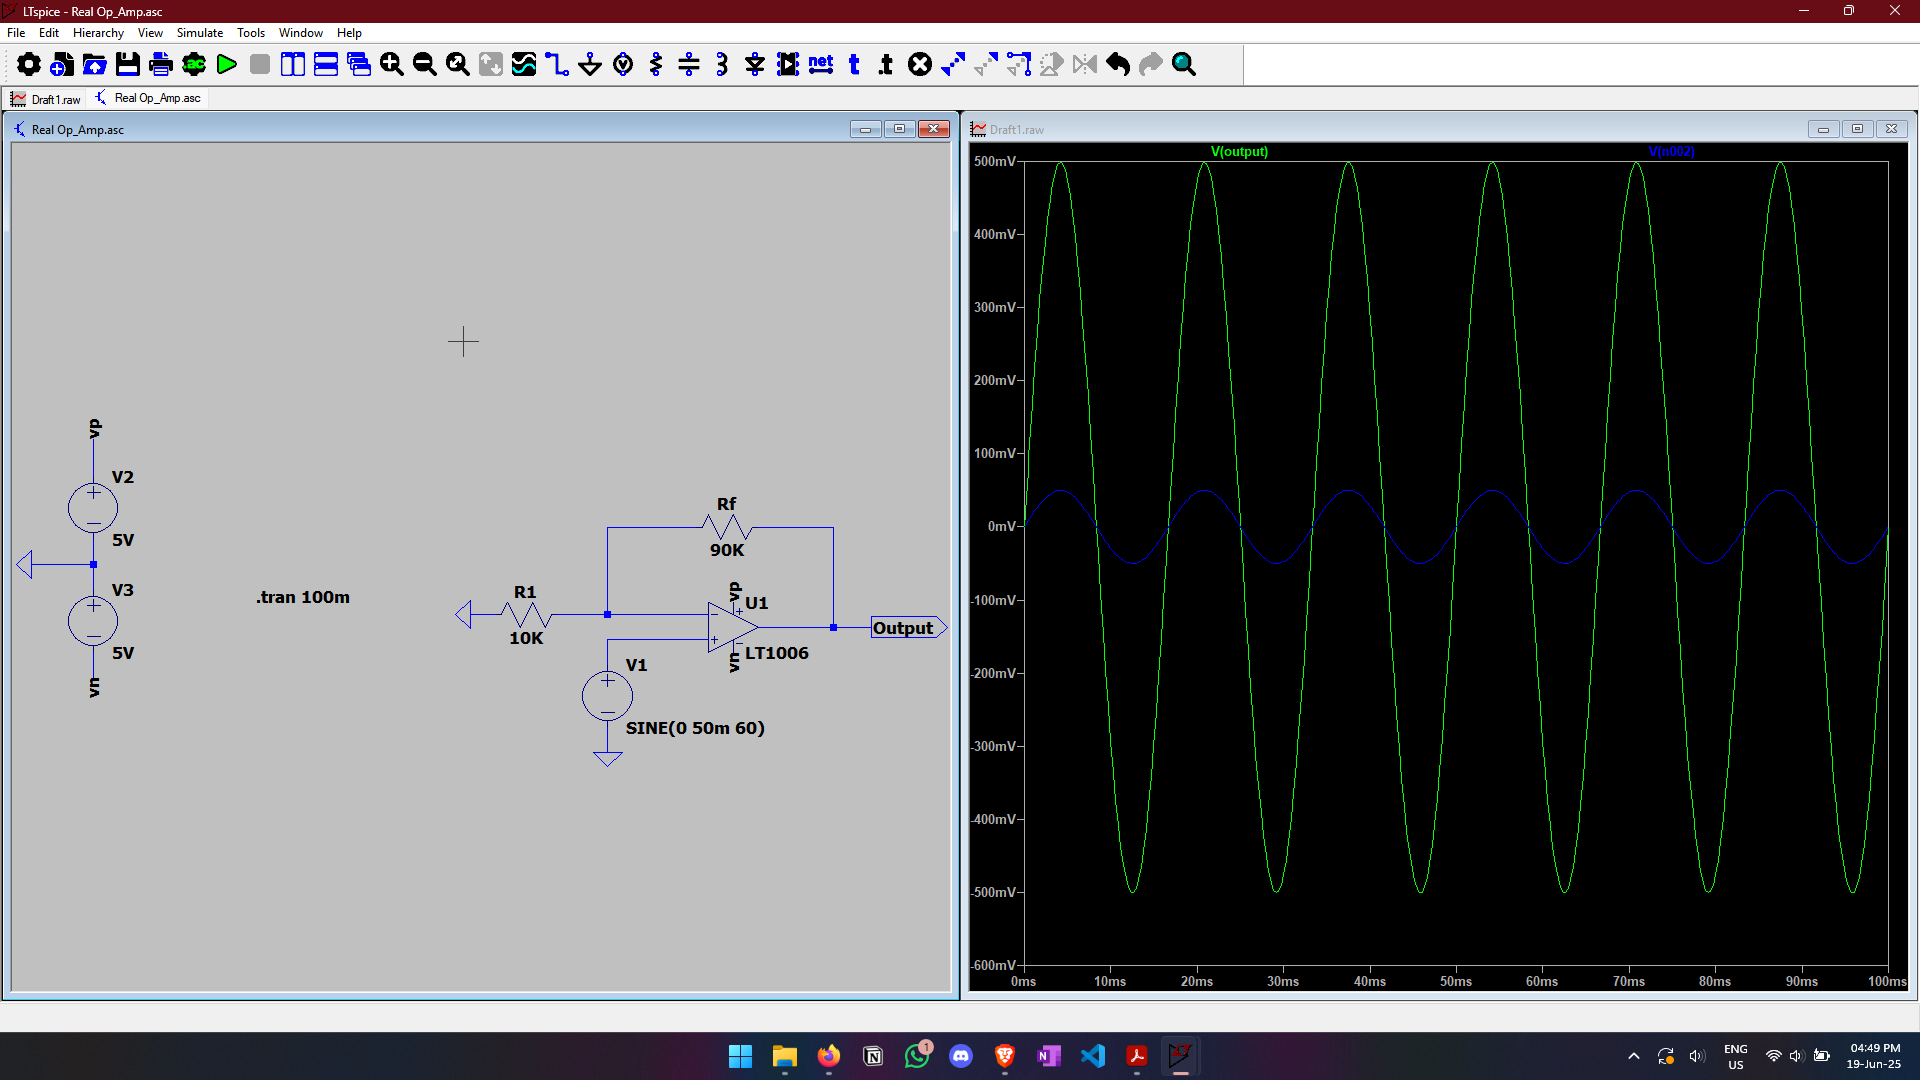 LTspice - Real Op_Amp.asc
File Edit Hierarchy View Simulate Tools Window Help
ac
net
t
.t
Draft1.raw
Real Op_Amp.asc
Real Op_Amp.asc
vp
V2
5V
V3
5V
vn
.tran 100m
Rf
90K
R1
10K
vp
U1
Output
vn
LT1006
V1
SINE(0 50m 60)
Draft1.raw
V(output)
V(n002)
500mV
400mV
300mV
200mV
100mV
0mV
-100mV
-200mV
-300mV
-400mV
-500mV
-600mV
0ms 10ms 20ms 30ms 40ms 50ms 60ms 70ms 80ms 90ms 100ms
1
ENG
US
04:49 PM
19-Jun-25